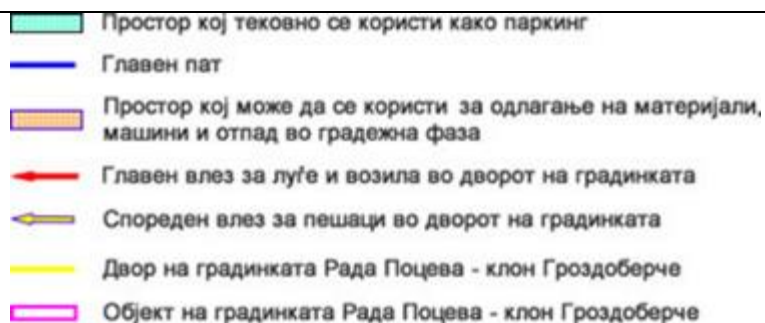 Простор кој тековно се користи како паркинг
Главен пат
Простор кој може да се користи за одлагање на материјали,
машини и отпад во градежна фаза
Главен влез за луѓе и возила во дворот на градинката
Спореден влез за пешаци во дворот на градинката
Двор на градинката Рада Поцева - клон Гроздоберче
Објект на градинката Рада Поцева - клон Гроздоберче